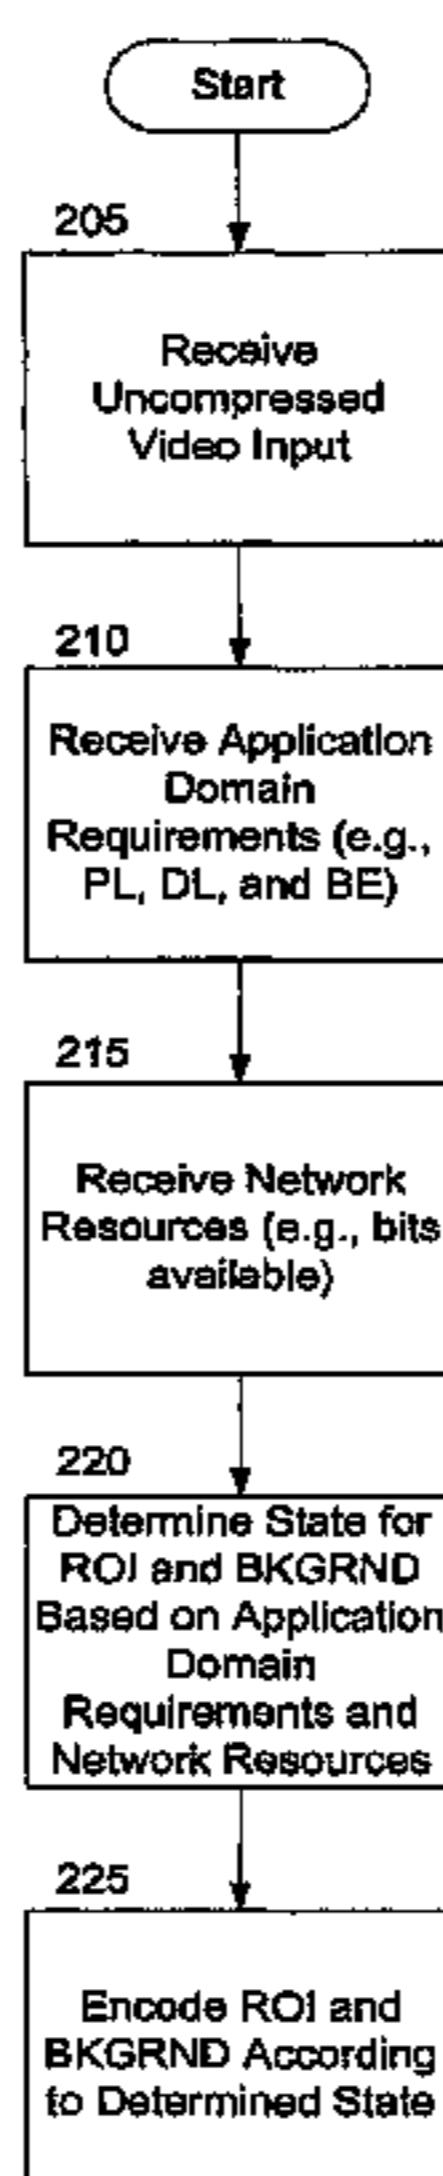 Start
205
Receive
Uncompressed
Video Input
210
Receive Application
Domain
Requirements (e.g.,
PL, DL, and BE)
215
Receive Network
Resources (e.g., bits
available)
220
Determine State for
ROI and BKGRND
Based on Application
Domain
Requirements and
Network Resources
225
Encode ROI and
BKGRND According
to Determined State